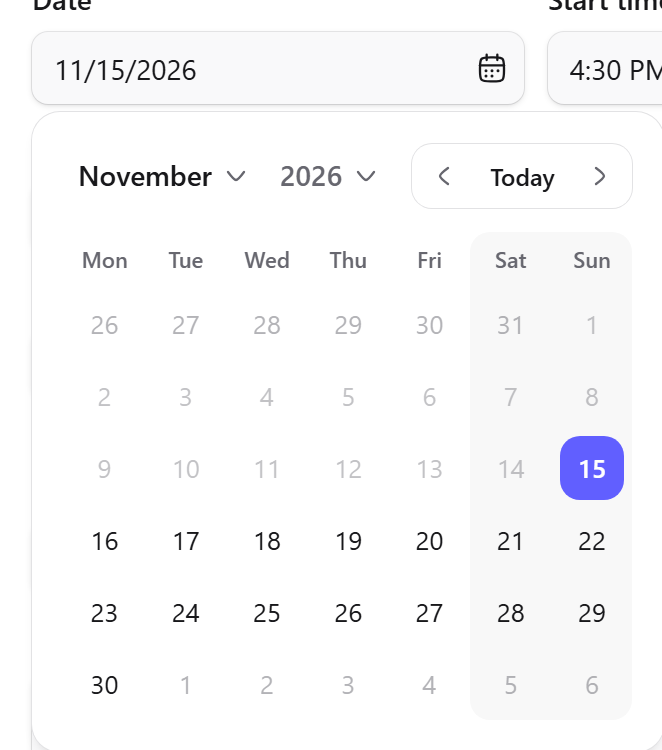 Date Start time
11/15/2026 4:30 PM
November 2026 Today
Mon Tue Wed Thu Fri Sat Sun
26 27 28 29 30 31 1
2 3 4 5 6 7 8
9 10 11 12 13 14 15
16 17 18 19 20 21 22
23 24 25 26 27 28 29
30 1 2 3 4 5 6